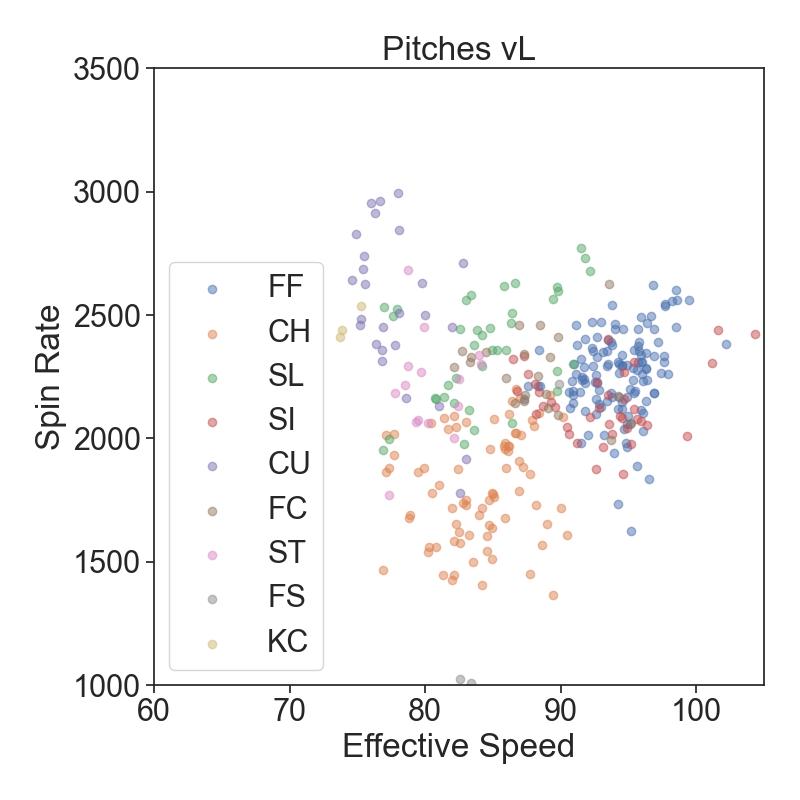 Pitches vL
3500
3000
2500
2000
1500
1000
Spin Rate
FF
CH
SL
SI
CU
FC
ST
FS
KC
60 70 80 90 100
Effective Speed